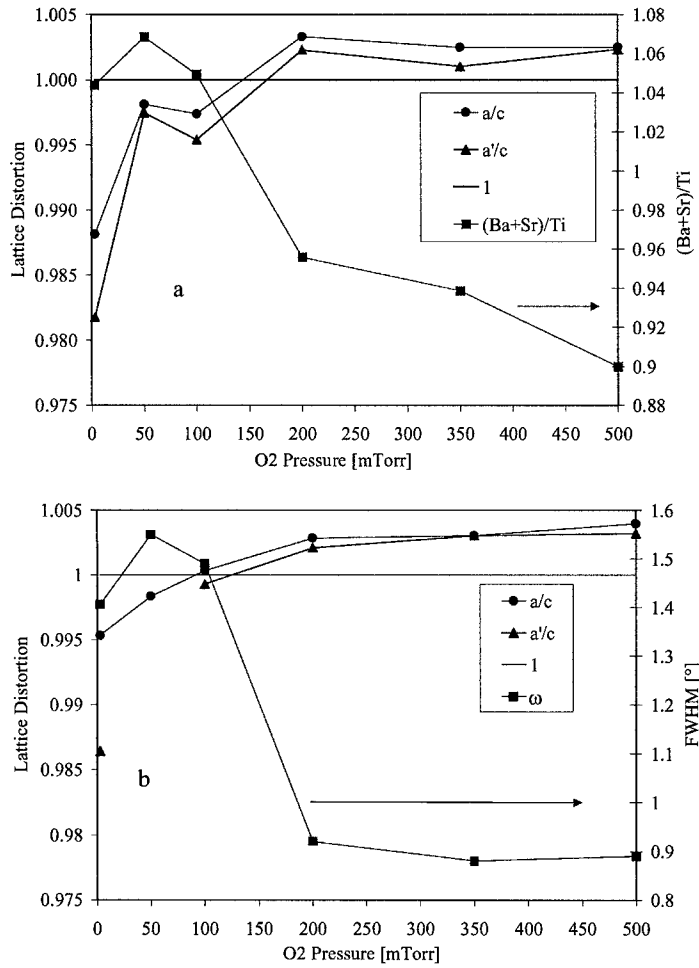 1.005
1.000
0.995
0.990
0.985
0.980
0.975
Lattice Distortion
1.08
1.06
1.04
1.02
1
0.98
0.96
0.94
0.92
0.9
0.88
(Ba+Sr)/Ti
a/c
a'/c
1
(Ba+Sr)/Ti
a
0 50 100 150 200 250 300 350 400 450 500
O2 Pressure [mTorr]
1.005
1
0.995
0.99
0.985
0.98
0.975
Lattice Distortion
1.6
1.5
1.4
1.3
1.2
1.1
1
0.9
0.8
FWHM [°]
a/c
a'/c
1
ω
b
0 50 100 150 200 250 300 350 400 450 500
O2 Pressure [mTorr]